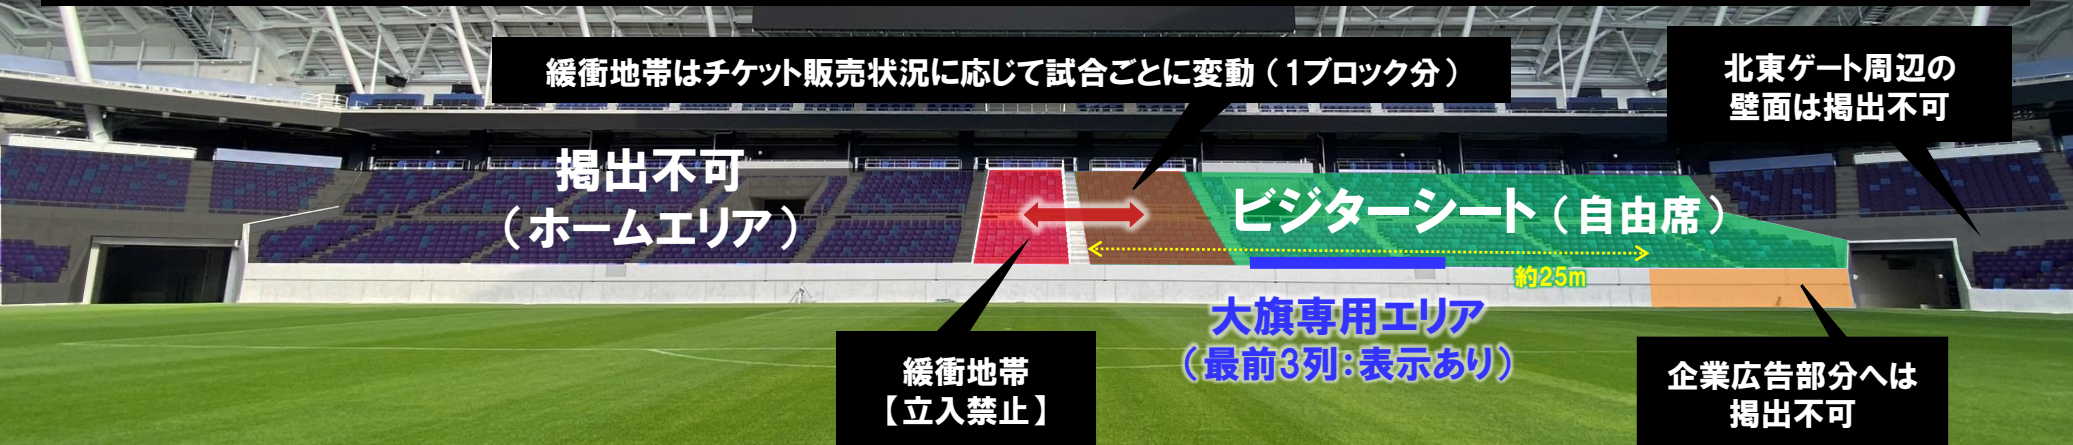 緩衝地帯はチケット販売状況に応じて試合ごとに変動（1ブロック分）
北東ゲート周辺の
壁面は掲出不可
掲出不可
（ホームエリア）
ビジターシート（自由席）
約25m
大旗専用エリア
（最前3列：表示あり）
緩衝地帯
【立入禁止】
企業広告部分へは
掲出不可